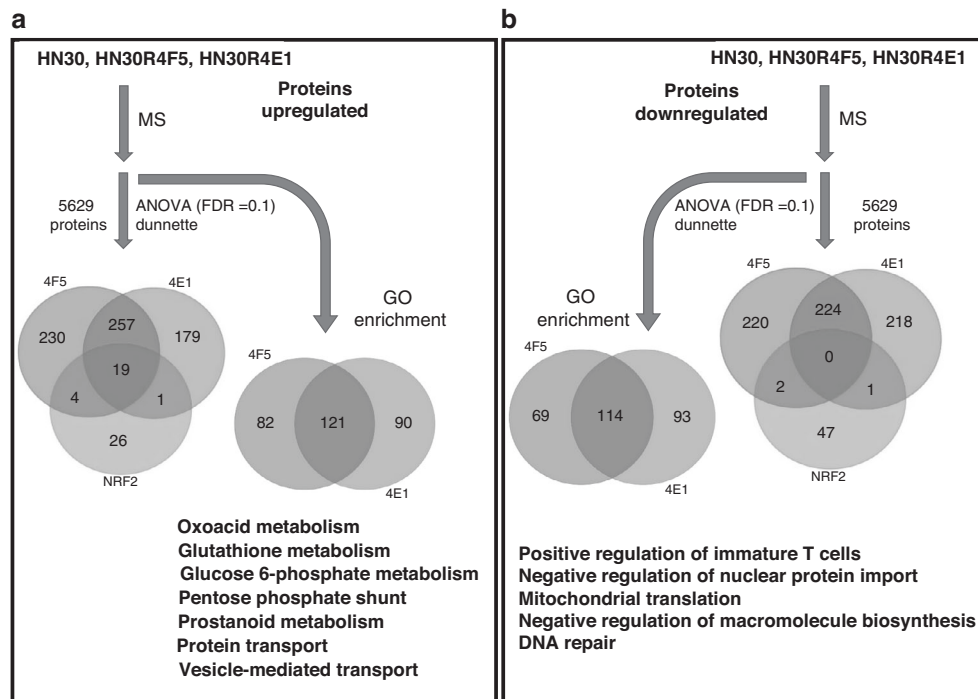 a
HN30, HN30R4F5, HN30R4E1
Proteins
upregulated
MS
5629
proteins
ANOVA (FDR =0.1)
dunnette
4F5
4E1
230
257
179
19
4
1
26
NRF2
GO
enrichment
4F5
82
121
90
4E1
Oxoacid metabolism
Glutathione metabolism
Glucose 6-phosphate metabolism
Pentose phosphate shunt
Prostanoid metabolism
Protein transport
Vesicle-mediated transport
b
HN30, HN30R4F5, HN30R4E1
Proteins
downregulated
MS
ANOVA (FDR =0.1)
dunnette
5629
proteins
GO
enrichment
4F5
69
114
93
4E1
4F5
4E1
220
224
218
0
2
1
47
NRF2
Positive regulation of immature T cells
Negative regulation of nuclear protein import
Mitochondrial translation
Negative regulation of macromolecule biosynthesis
DNA repair